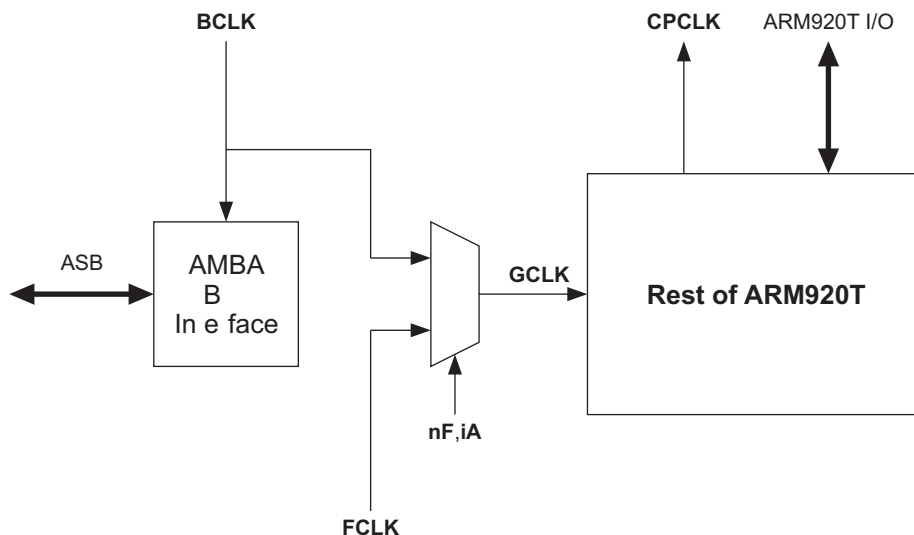 BCLK
CPCLK
ARM920T I/O
ASB
AMBA
B
In e face
GCLK
Rest of ARM920T
nF,iA
FCLK